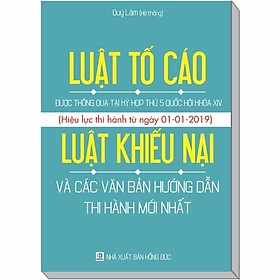 Quý Lâm (Hệ thống)
LUẬT TỐ CÁO
ĐƯỢC THÔNG QUA TẠI KỲ HỌP THỨ 5 QUỐC HỘI KHÓA XIV
(Hiệu lực thi hành từ ngày 01-01-2019)
LUẬT KHIẾU NẠI
VÀ CÁC VĂN BẢN HƯỚNG DẪN
THI HÀNH MỚI NHẤT
NHÀ XUẤT BẢN HỒNG ĐỨC